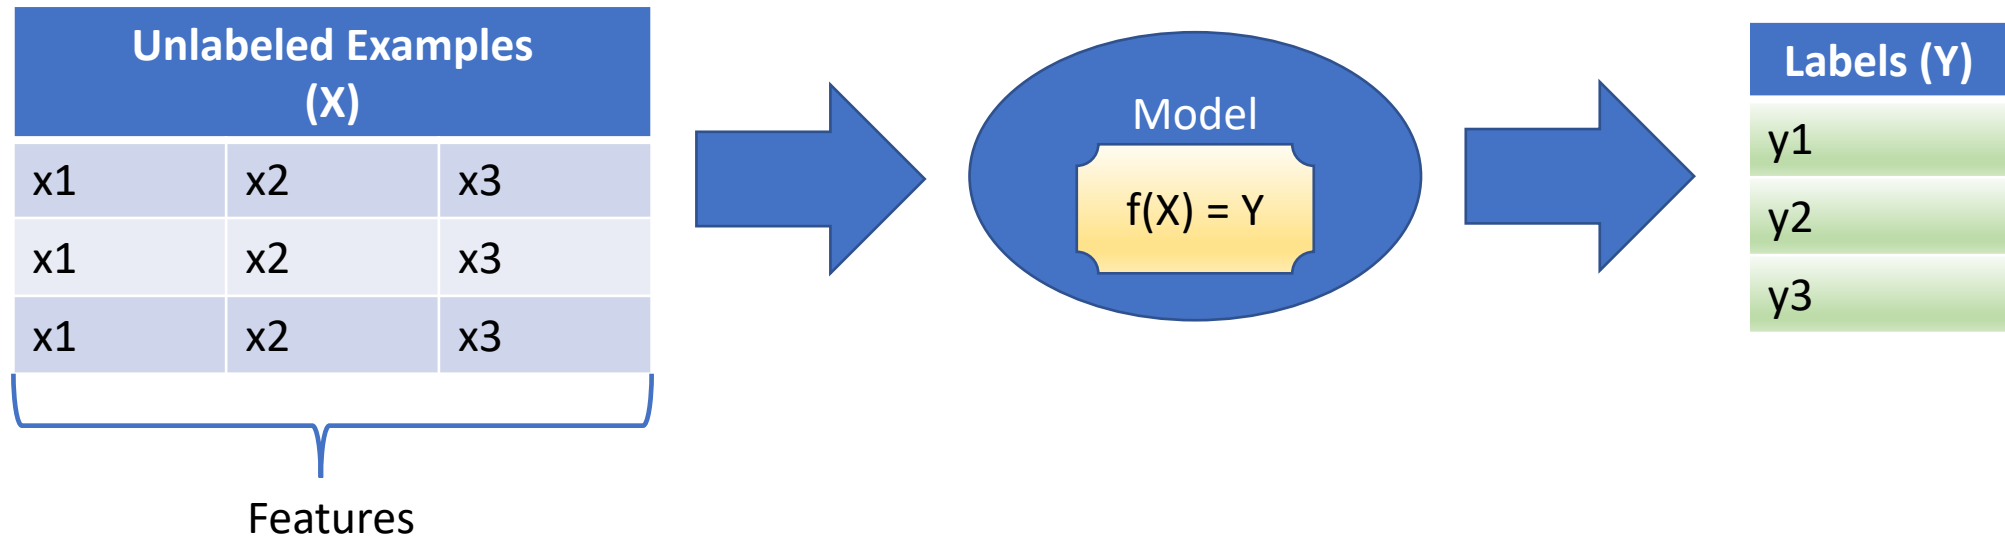 Unlabeled Examples
(X)
x1 x2 x3
x1 x2 x3
x1 x2 x3
Features
Model
f(X) = Y
Labels (Y)
y1
y2
y3